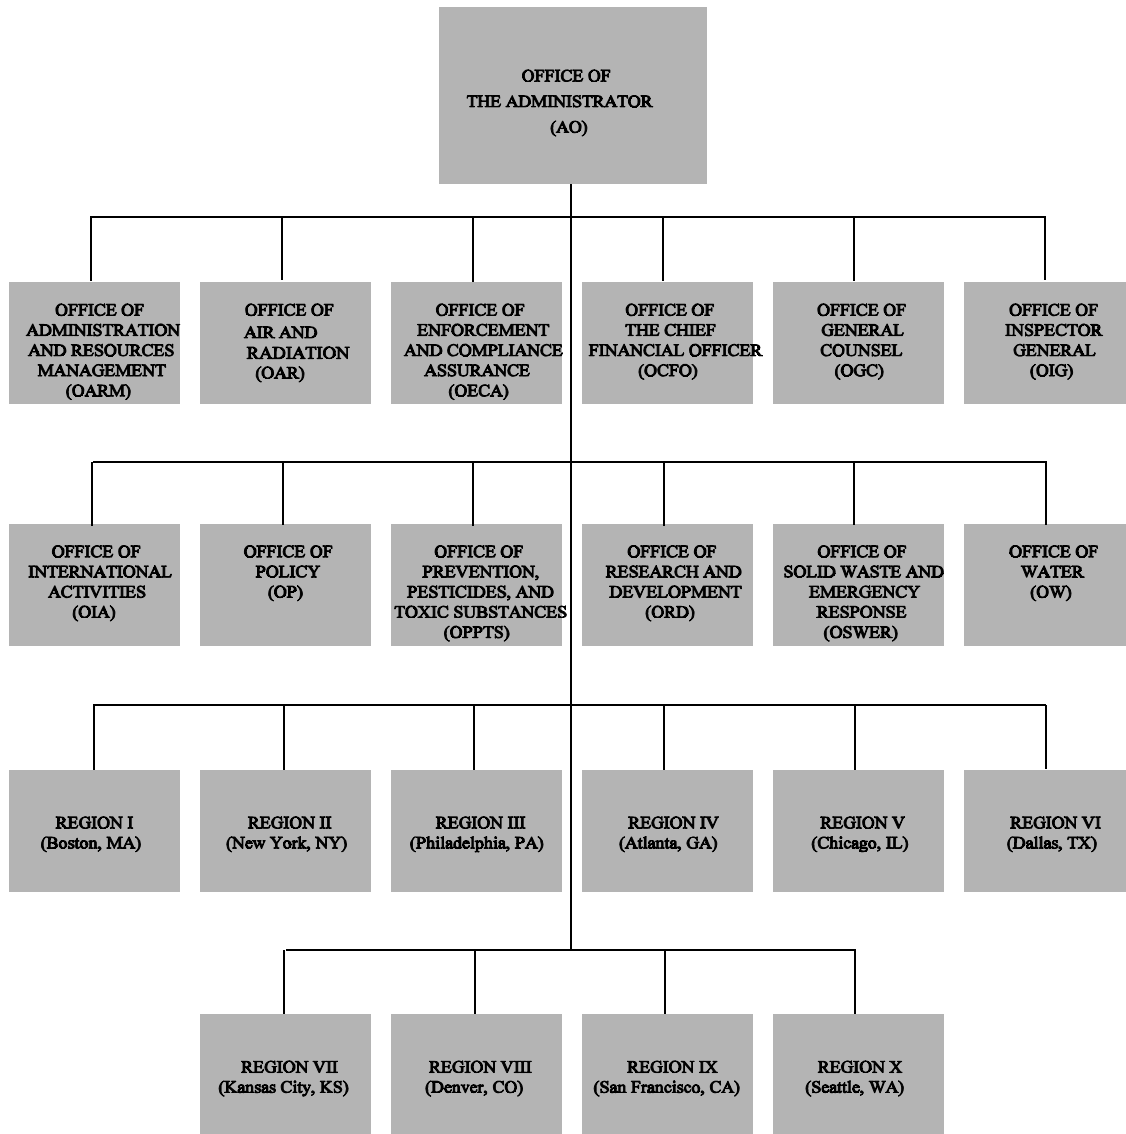 OFFICE OF
THE ADMINISTRATOR
(AO)
OFFICE OF
ADMINISTRATION
AND RESOURCES
MANAGEMENT
(OARM)
OFFICE OF
AIR AND
RADIATION
(OAR)
OFFICE OF
ENFORCEMENT
AND COMPLIANCE
ASSURANCE
(OECA)
OFFICE OF
THE CHIEF
FINANCIAL OFFICER
(OCFO)
OFFICE OF
GENERAL
COUNSEL
(OGC)
OFFICE OF
INSPECTOR
GENERAL
(OIG)
OFFICE OF
INTERNATIONAL
ACTIVITIES
(OIA)
OFFICE OF
POLICY
(OP)
OFFICE OF
PREVENTION,
PESTICIDES, AND
TOXIC SUBSTANCES
(OPPTS)
OFFICE OF
RESEARCH AND
DEVELOPMENT
(ORD)
OFFICE OF
SOLID WASTE AND
EMERGENCY
RESPONSE
(OSWER)
OFFICE OF
WATER
(OW)
REGION I
(Boston, MA)
REGION II
(New York, NY)
REGION III
(Philadelphia, PA)
REGION IV
(Atlanta, GA)
REGION V
(Chicago, IL)
REGION VI
(Dallas, TX)
REGION VII
(Kansas City, KS)
REGION VIII
(Denver, CO)
REGION IX
(San Francisco, CA)
REGION X
(Seattle, WA)